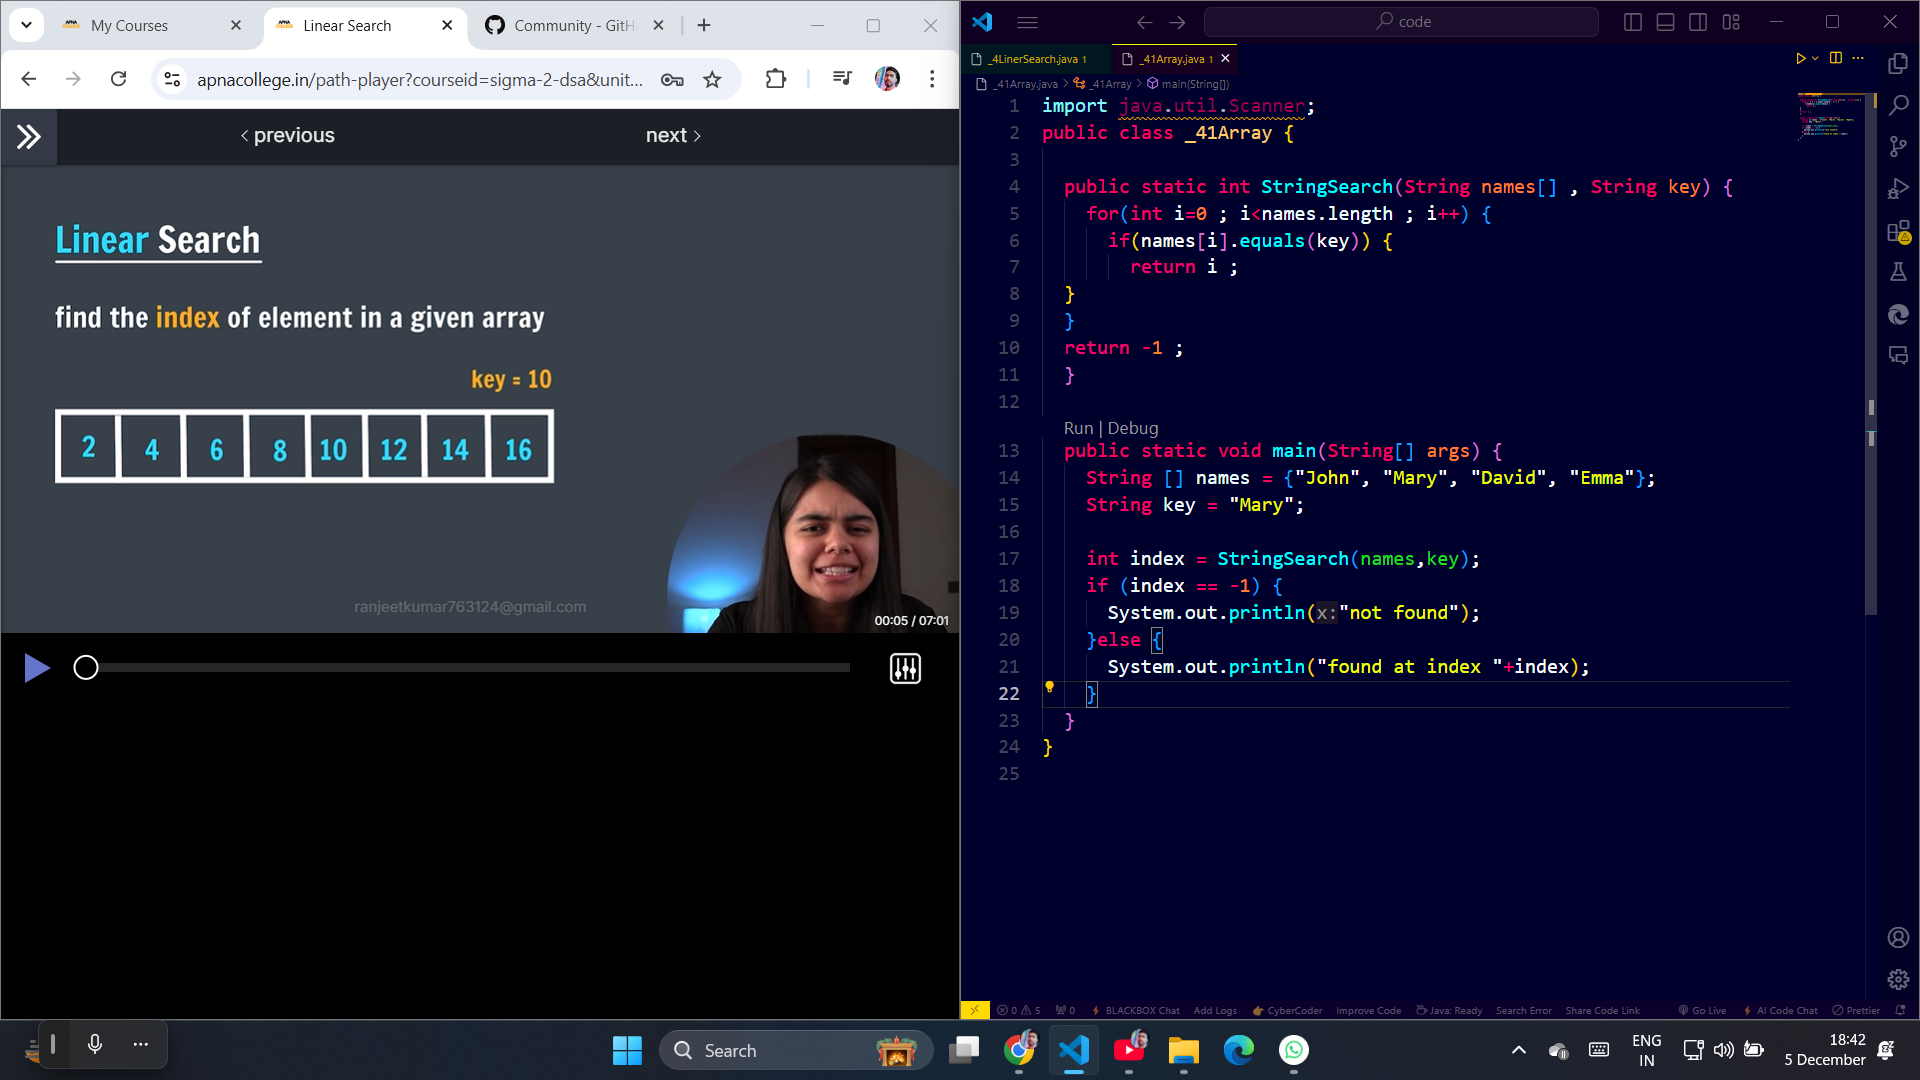 My Courses
Linear Search
Community - GitH
code
apnacollege.in/path-player?courseid=sigma-2-dsa&unit...
previous
next
Linear Search
find the index of element in a given array
key = 10
2 4 6 8 10 12 14 16
ranjeetkumar763124@gmail.com
00:05 / 07:01
_4LinerSearch.java 1
_41Array.java 1
_41Array.java > _41Array > main(String[])
1 import java.util.Scanner;
2 public class _41Array {
3
4 public static int StringSearch(String names[] , String key) {
5 for(int i=0 ; i<names.length ; i++) {
6 if(names[i].equals(key)) {
7 return i ;
8 }
9 }
10 return -1 ;
11 }
12
Run | Debug
13 public static void main(String[] args) {
14 String [] names = {"John", "Mary", "David", "Emma"};
15 String key = "Mary";
16
17 int index = StringSearch(names,key);
18 if (index == -1) {
19 System.out.println(x:"not found");
20 }else {
21 System.out.println("found at index "+index);
22 }
23 }
24 }
25
0 5 0 BLACKBOX Chat Add Logs CyberCoder Improve Code Java: Ready Search Error Share Code Link Go Live AI Code Chat Prettier
Search
ENG
IN
18:42
5 December